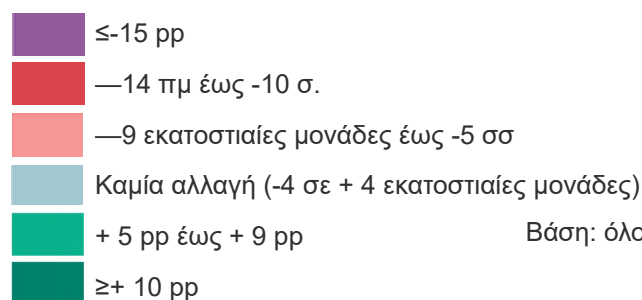 ≤-15 pp
—14 πμ έως -10 σ.
—9 εκατοστιαίες μονάδες έως -5 σσ
Καμία αλλαγή (-4 σε + 4 εκατοστιαίες μονάδες)
+ 5 pp έως + 9 pp
Βάση:
≥+ 10 pp